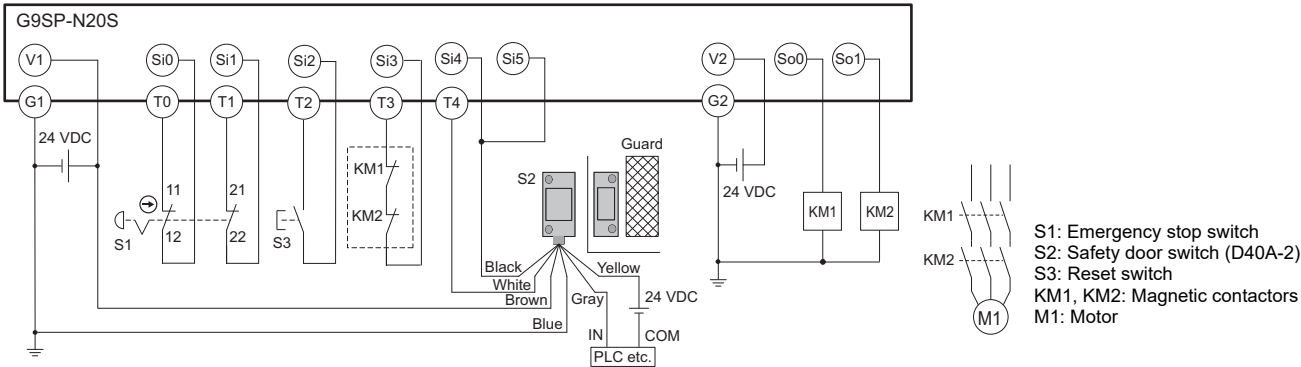 G9SP-N20S
V1 Si0 Si1 Si2 Si3 Si4 Si5 V2 So0 So1
G1 T0 T1 T2 T3 T4 G2
24 VDC
11 21
12 22
S1
S3
KM1
KM2
S2
Guard
24 VDC
KM1 KM2
Black
White
Brown
Blue
Gray
Yellow
24 VDC
IN COM
PLC etc.
KM1
KM2
M1
S1: Emergency stop switch
S2: Safety door switch (D40A-2)
S3: Reset switch
KM1, KM2: Magnetic contactors
M1: Motor